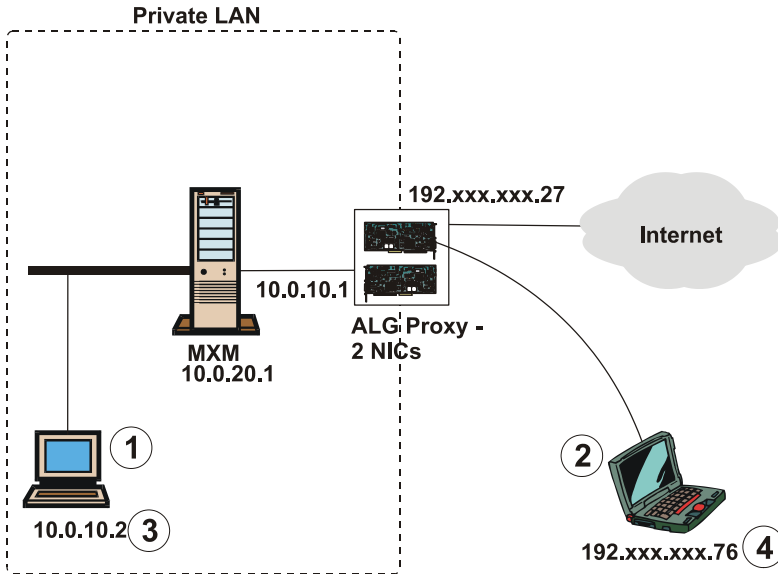 Private LAN
192.xxx.xxx.27
Internet
10.0.10.1
ALG Proxy -
2 NICs
MXM
10.0.20.1
1
2
10.0.10.2 3
192.xxx.xxx.76 4